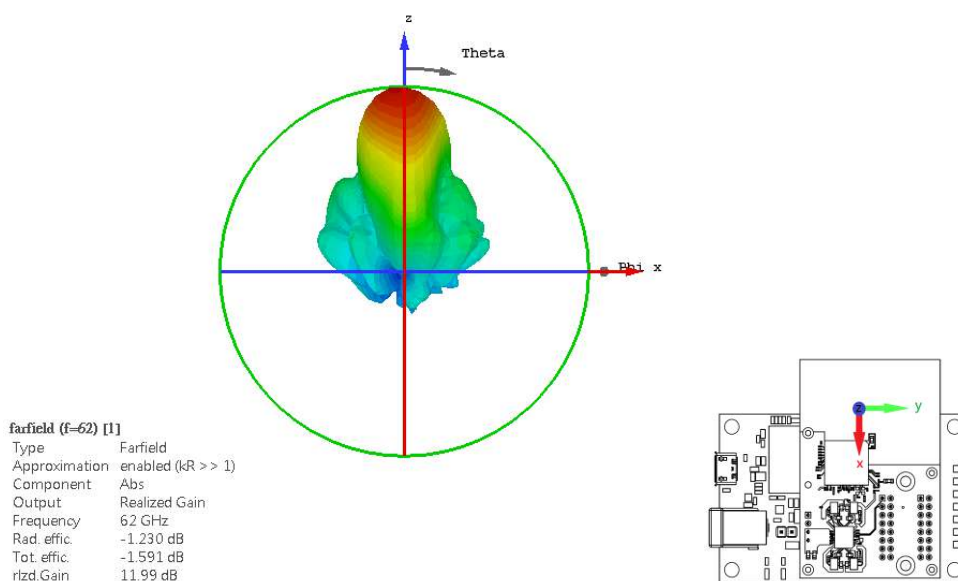 z
Theta
Phi x
farfield (f=62) [1]
Type Farfield
Approximation enabled (kR >> 1)
Component Abs
Output Realized Gain
Frequency 62 GHz
Rad. effic. -1.230 dB
Tot. effic. -1.591 dB
rlzd.Gain 11.99 dB
z y
x